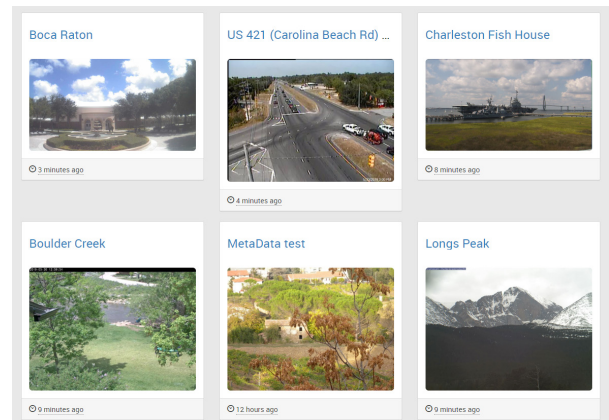 Boca Raton
US 421 (Carolina Beach Rd) ...
Charleston Fish House
3 minutes ago
4 minutes ago
8 minutes ago
Boulder Creek
MetaData test
Longs Peak
9 minutes ago
12 hours ago
9 minutes ago